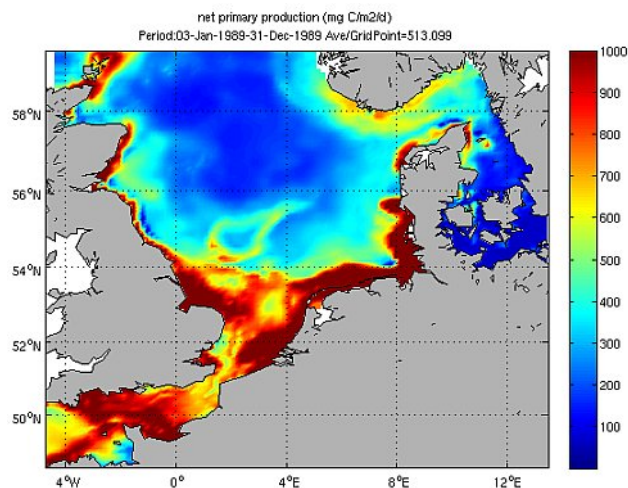 net primary production (mg C/m2/d)
Period:03-Jan-1989-31-Dec-1989 Ave/GridPoint=513.099
1000
900
58°N
800
700
56°N
600
500
54°N
400
300
52°N
200
50°N
100
4°W 0° 4°E 8°E 12°E